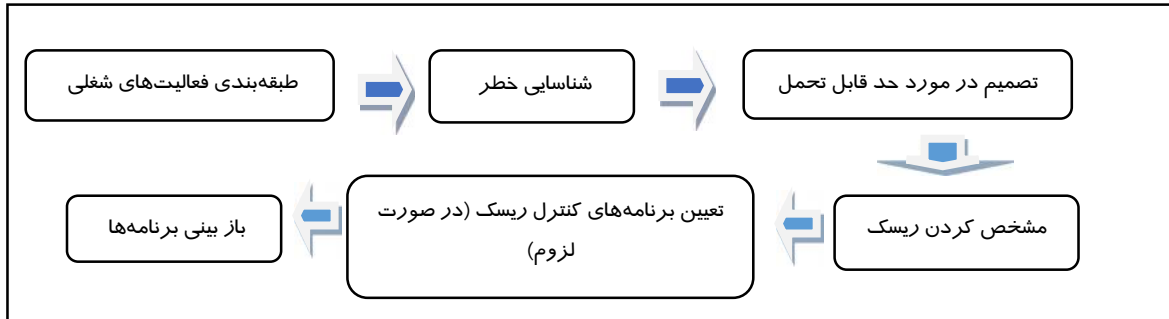 طبقه‌بندی فعالیت‌های شغلی
شناسایی خطر
تصمیم در مورد حد قابل تحمل
مشخص کردن ریسک
تعیین برنامه‌های کنترل ریسک (در صورت
لزوم)
باز بینی برنامه‌ها